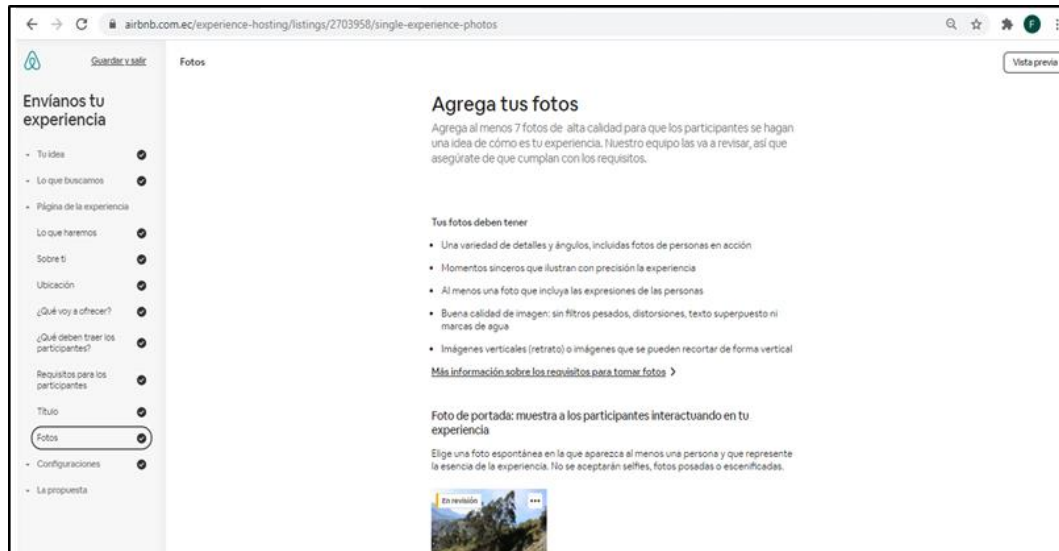 airbnb.com.ec/experience-hosting/listings/2703958/single-experience-photos
F
Guardar y salir
Fotos
Vista previa
Envíanos tu
experiencia
Tu idea
Lo que buscamos
Página de la experiencia
Lo que haremos
Sobre ti
Ubicación
¿Qué voy a ofrecer?
¿Qué deben traer los
participantes?
Requisitos para los
participantes
Título
Fotos
Configuraciones
La propuesta
Agrega tus fotos
Agrega al menos 7 fotos de alta calidad para que los participantes se hagan
una idea de cómo es tu experiencia. Nuestro equipo las va a revisar, así que
asegúrate de que cumplan con los requisitos.
Tus fotos deben tener
• Una variedad de detalles y ángulos, incluidas fotos de personas en acción
• Momentos sinceros que ilustran con precisión la experiencia
• Al menos una foto que incluya las expresiones de las personas
• Buena calidad de imagen: sin filtros pesados, distorsiones, texto superpuesto ni
marcas de agua
• Imágenes verticales (retrato) o imágenes que se pueden recortar de forma vertical
Más información sobre los requisitos para tomar fotos >
Foto de portada: muestra a los participantes interactuando en tu
experiencia
Elige una foto espontánea en la que aparezca al menos una persona y que represente
la esencia de la experiencia. No se aceptarán selfies, fotos posadas o escenificadas.
En revisión